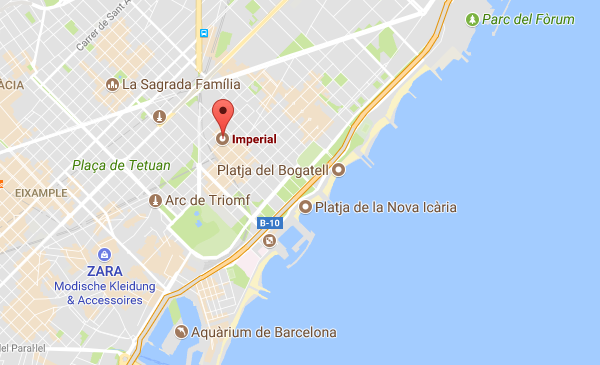 Carrer de Sant A
Parc del Fòrum
ÀCIA
La Sagrada Família
Imperial
Plaça de Tetuan
Platja del Bogatell
EIXAMPLE
Arc de Triomf
Platja de la Nova Icària
B-10
ZARA
Modische Kleidung
& Accessoires
Aquàrium de Barcelona
del Paral·lel